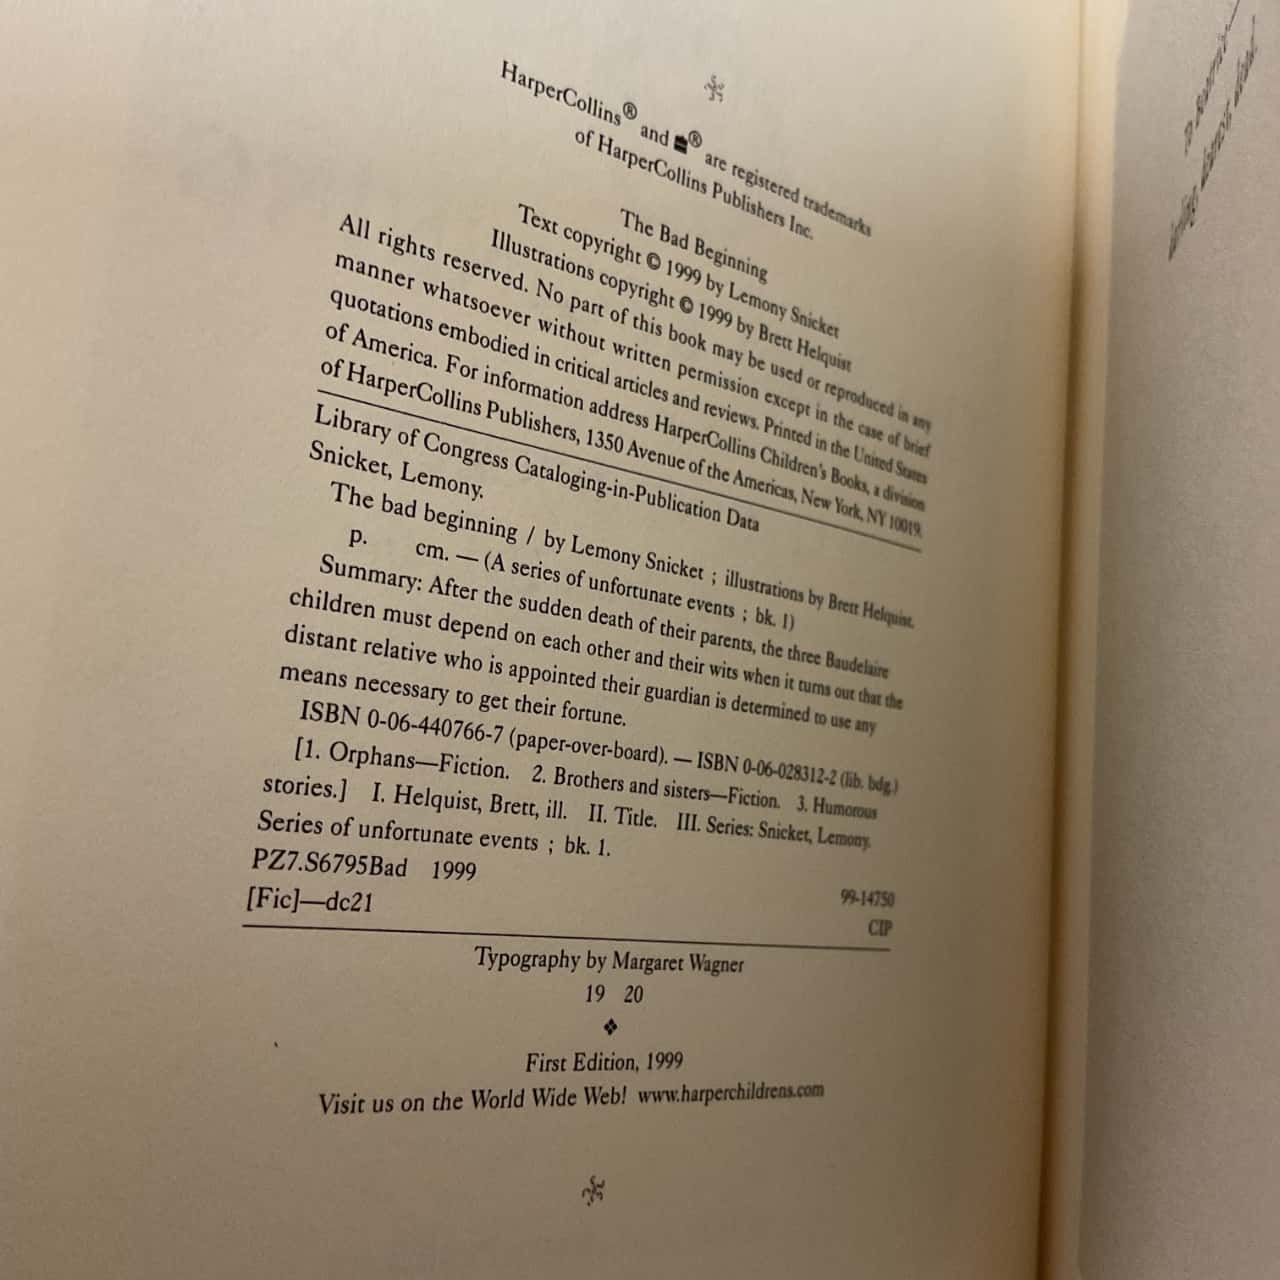 HarperCollins® and ® are registered trademarks
of HarperCollins Publishers Inc.
The Bad Beginning
Text copyright © 1999 by Lemony Snicket
Illustrations copyright © 1999 by Brett Helquist
All rights reserved. No part of this book may be used or reproduced in any
manner whatsoever without written permission except in the case of brief
quotations embodied in critical articles and reviews. Printed in the United States
of America. For information address HarperCollins Children's Books, a division
of HarperCollins Publishers, 1350 Avenue of the Americas, New York, NY 10019.
Library of Congress Cataloging-in-Publication Data
Snicket, Lemony.
The bad beginning / by Lemony Snicket ; illustrations by Brett Helquist.
p. cm. — (A series of unfortunate events ; bk. 1)
Summary: After the sudden death of their parents, the three Baudelaire
children must depend on each other and their wits when it turns out that the
distant relative who is appointed their guardian is determined to use any
means necessary to get their fortune.
ISBN 0-06-440766-7 (paper-over-board). — ISBN 0-06-028312-2 (lib. bdg.)
[1. Orphans—Fiction. 2. Brothers and sisters—Fiction. 3. Humorous
stories.] I. Helquist, Brett, ill. II. Title. III. Series: Snicket, Lemony.
Series of unfortunate events ; bk. 1.
PZ7.S6795Bad 1999 99-14750
[Fic]—dc21 CIP
Typography by Margaret Wagner
19 20
❖
First Edition, 1999
Visit us on the World Wide Web! www.harperchildrens.com